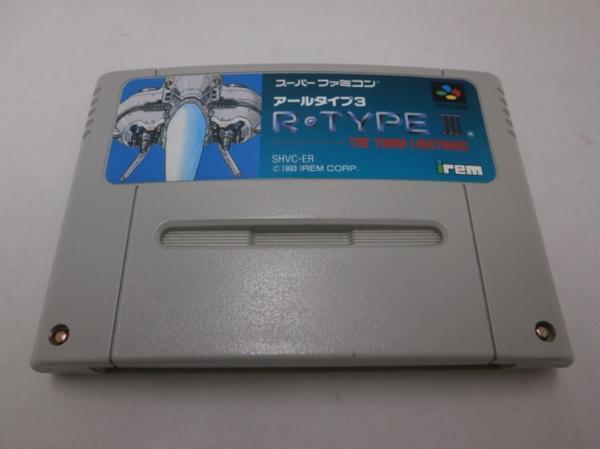 スーパーファミコン
アールタイプ3
R・TYPE III
THE THIRD LIGHTNING
SHVC-ER
© 1993 IREM CORP.
irem